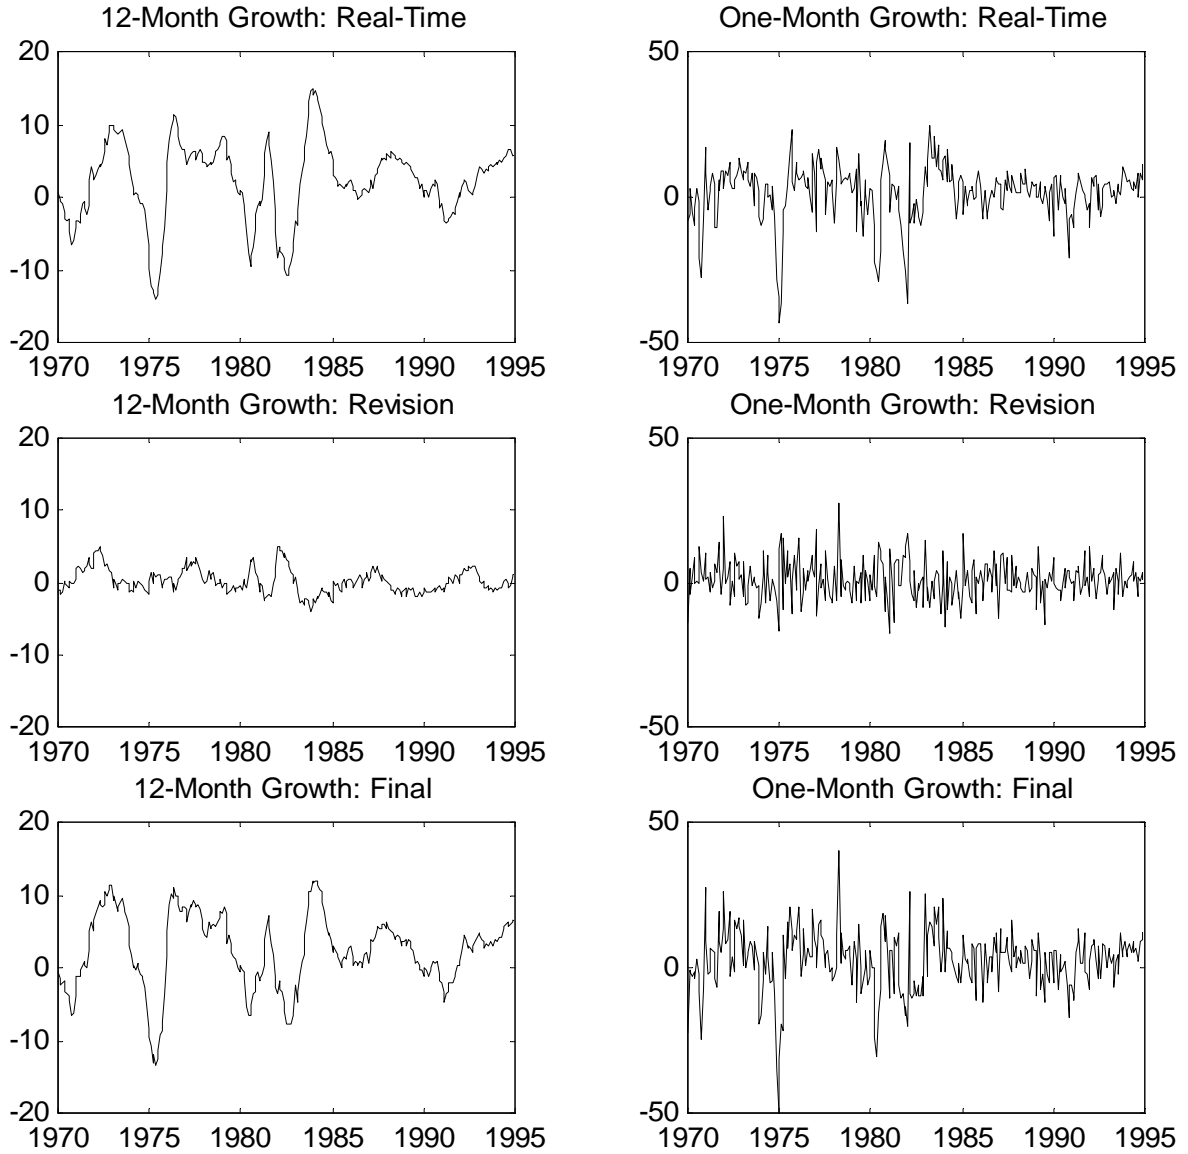 12-Month Growth: Real-Time
20
10
0
-10
-20
1970 1975 1980 1985 1990 1995
One-Month Growth: Real-Time
50
0
-50
1970 1975 1980 1985 1990 1995
12-Month Growth: Revision
20
10
0
-10
-20
1970 1975 1980 1985 1990 1995
One-Month Growth: Revision
50
0
-50
1970 1975 1980 1985 1990 1995
12-Month Growth: Final
20
10
0
-10
-20
1970 1975 1980 1985 1990 1995
One-Month Growth: Final
50
0
-50
1970 1975 1980 1985 1990 1995